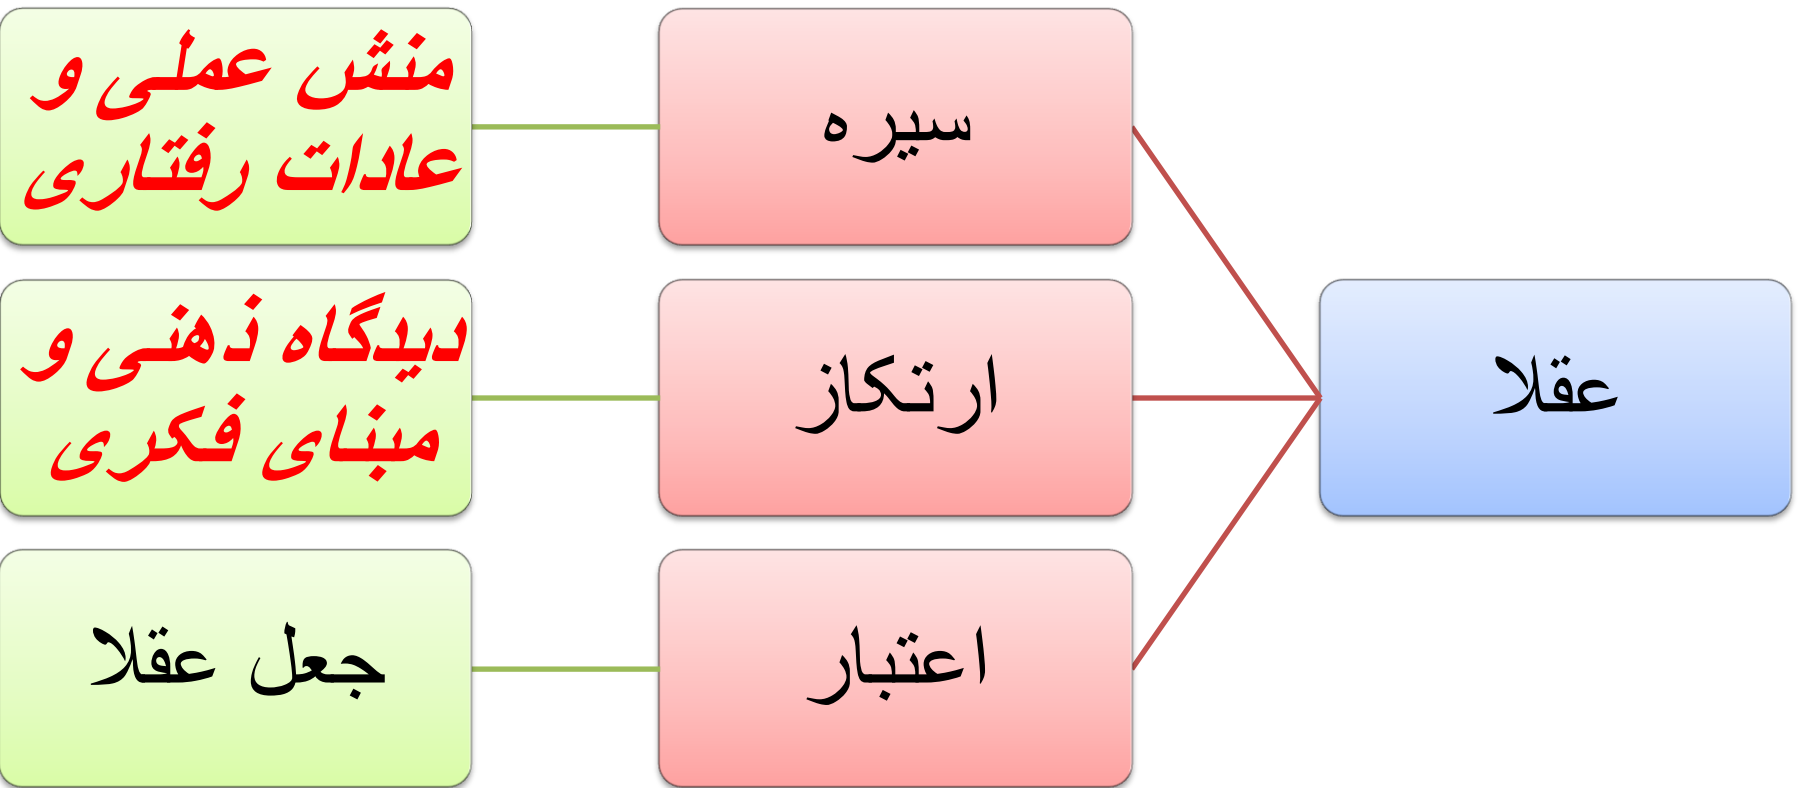 عقلا
سیره
منش عملی و
عادات رفتاری
ارتکاز
دیدگاه ذهنی و
مبنای فکری
اعتبار
جعل عقلا